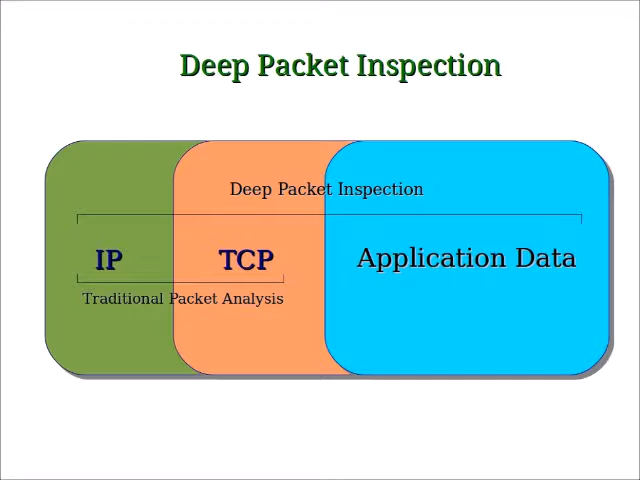 Deep Packet Inspection
Deep Packet Inspection
IP TCP Application Data
Traditional Packet Analysis